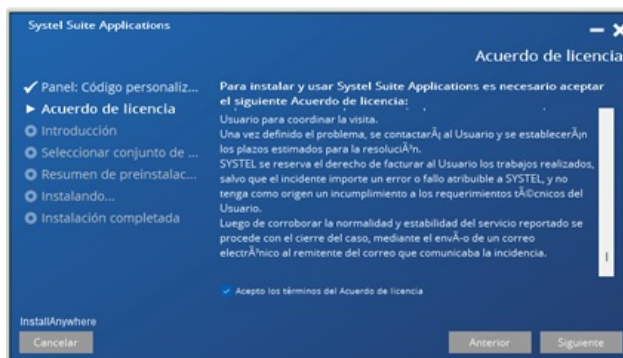 Systel Suite Applications
Acuerdo de licencia
Panel: Código personaliz...
Acuerdo de licencia
Introducción
Seleccionar conjunto de ...
Resumen de preinstalac...
Instalando...
Instalación completada
Para instalar y usar Systel Suite Applications es necesario aceptar
el siguiente Acuerdo de licencia:
Usuario para coordinar la visita.
Una vez definido el problema, se contactarÃ¡ al Usuario y se establecerÃ¡n
los plazos estimados para la resoluciÃ³n.
SYSTEL se reserva el derecho de facturar al Usuario los trabajos realizados,
salvo que el incidente importe un error o fallo atribuible a SYSTEL, y no
tenga como origen un incumplimiento a los requerimientos tÃ©cnicos del
Usuario.
Luego de corroborar la normalidad y estabilidad del servicio reportado se
procede con el cierre del caso, mediante el envÃ-o de un correo
electrÃ³nico al remitente del correo que comunicaba la incidencia.
Acepto los términos del Acuerdo de licencia
InstallAnywhere
Cancelar
Anterior
Siguiente